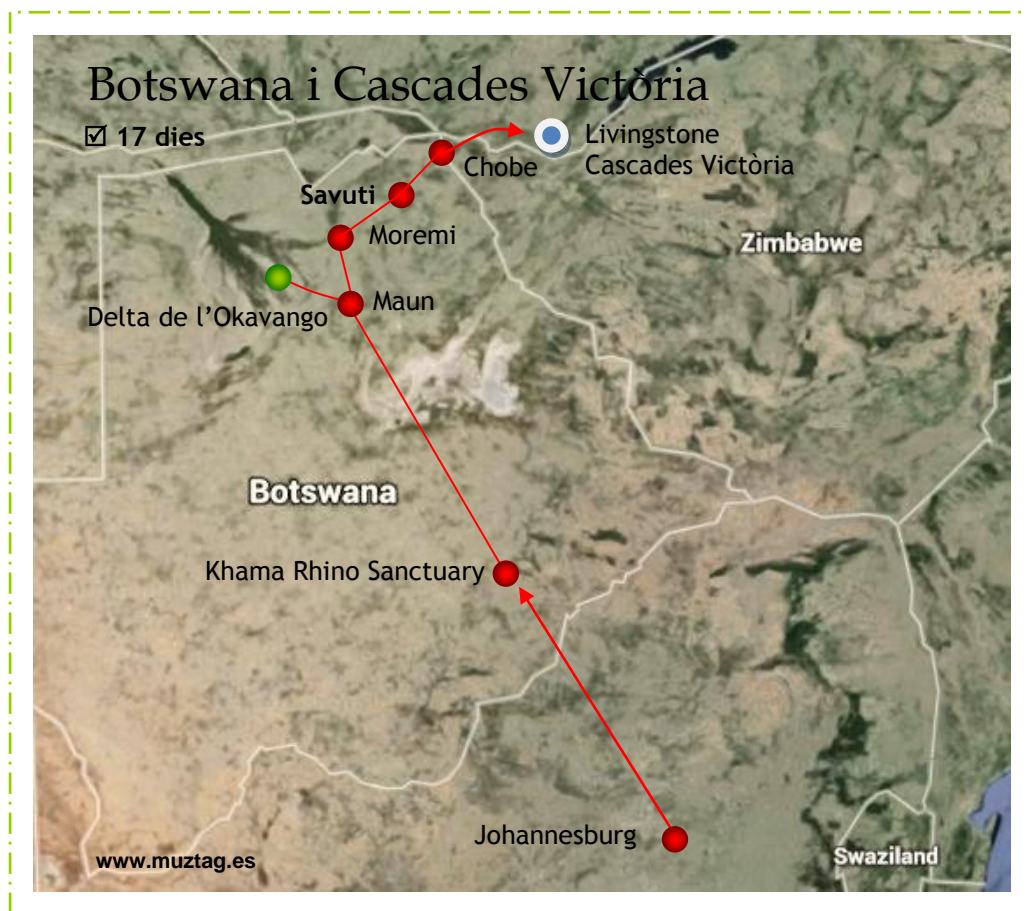 Botswana i Cascades Victòria
☑ 17 dies
Livingstone
Cascades Victòria
Chobe
Savuti
Moremi
Zimbabwe
Maun
Delta de l’Okavango
Botswana
Khama Rhino Sanctuary
Johannesburg
www.muztag.es
Swaziland